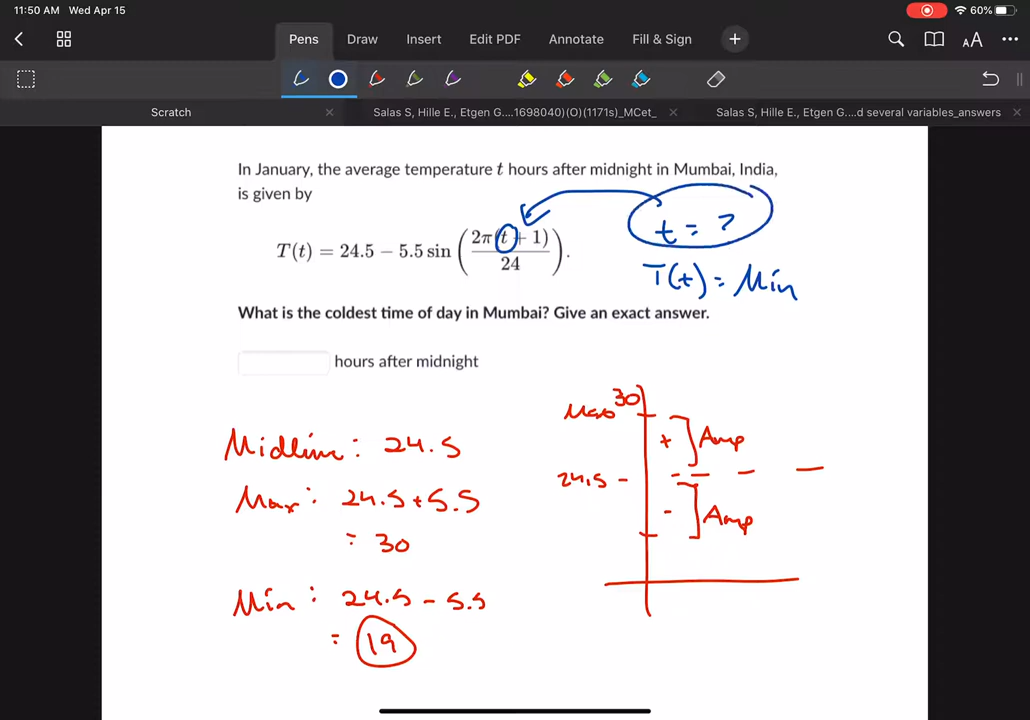 11:50 AM Wed Apr 15
60%
Pens Draw Insert Edit PDF Annotate Fill & Sign
AA
Scratch
Salas S, Hille E., Etgen G....1698040)(O)(1171s)_MCet_
Salas S, Hille E., Etgen G....d several variables_answers
In January, the average temperature t hours after midnight in Mumbai, India,
is given by
T(t) = 24.5 − 5.5 sin (2π(t + 1)/24).
t = ?
T(t) = Min
What is the coldest time of day in Mumbai? Give an exact answer.
hours after midnight
Max 30
+ ] Amp
24.5 -
- ] Amp
Midline: 24.5
Max: 24.5 + 5.5
= 30
Min: 24.5 - 5.5
= 19